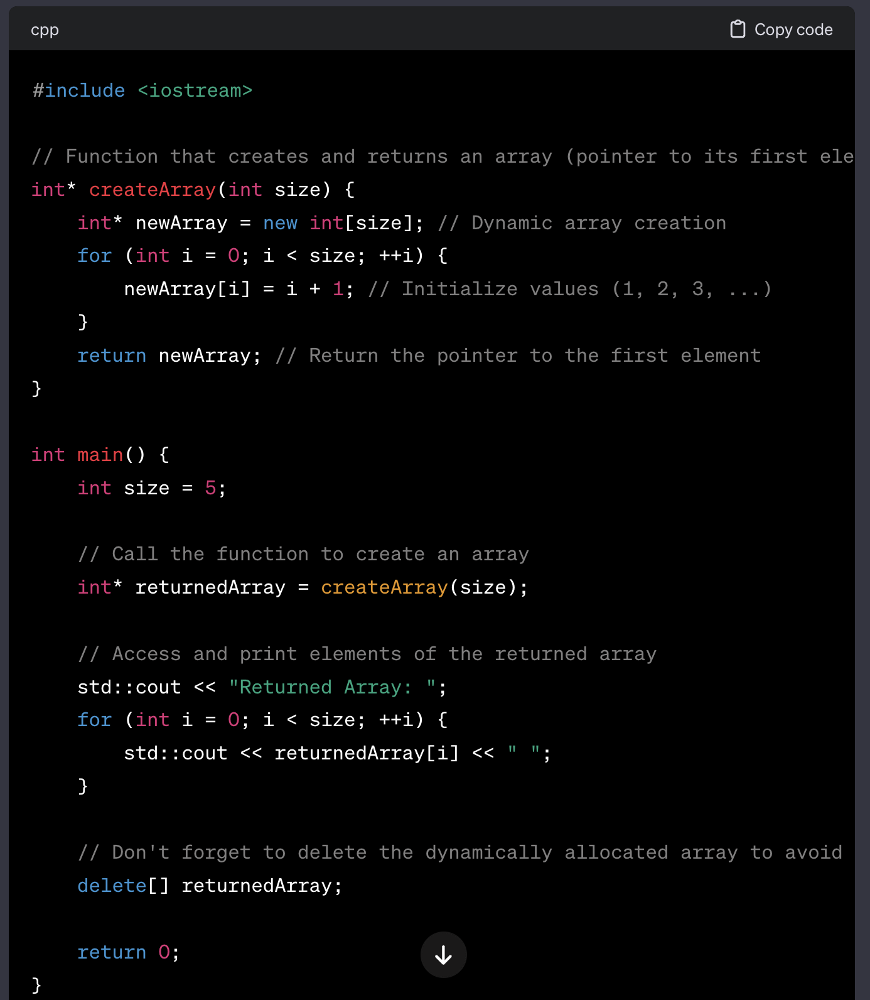 cpp
Copy code
#include <iostream>
// Function that creates and returns an array (pointer to its first ele
int* createArray(int size) {
    int* newArray = new int[size]; // Dynamic array creation
    for (int i = 0; i < size; ++i) {
        newArray[i] = i + 1; // Initialize values (1, 2, 3, ...)
    }
    return newArray; // Return the pointer to the first element
}
int main() {
    int size = 5;
    // Call the function to create an array
    int* returnedArray = createArray(size);
    // Access and print elements of the returned array
    std::cout << "Returned Array: ";
    for (int i = 0; i < size; ++i) {
        std::cout << returnedArray[i] << " ";
    }
    // Don't forget to delete the dynamically allocated array to avoid
    delete[] returnedArray;
    return 0;
}